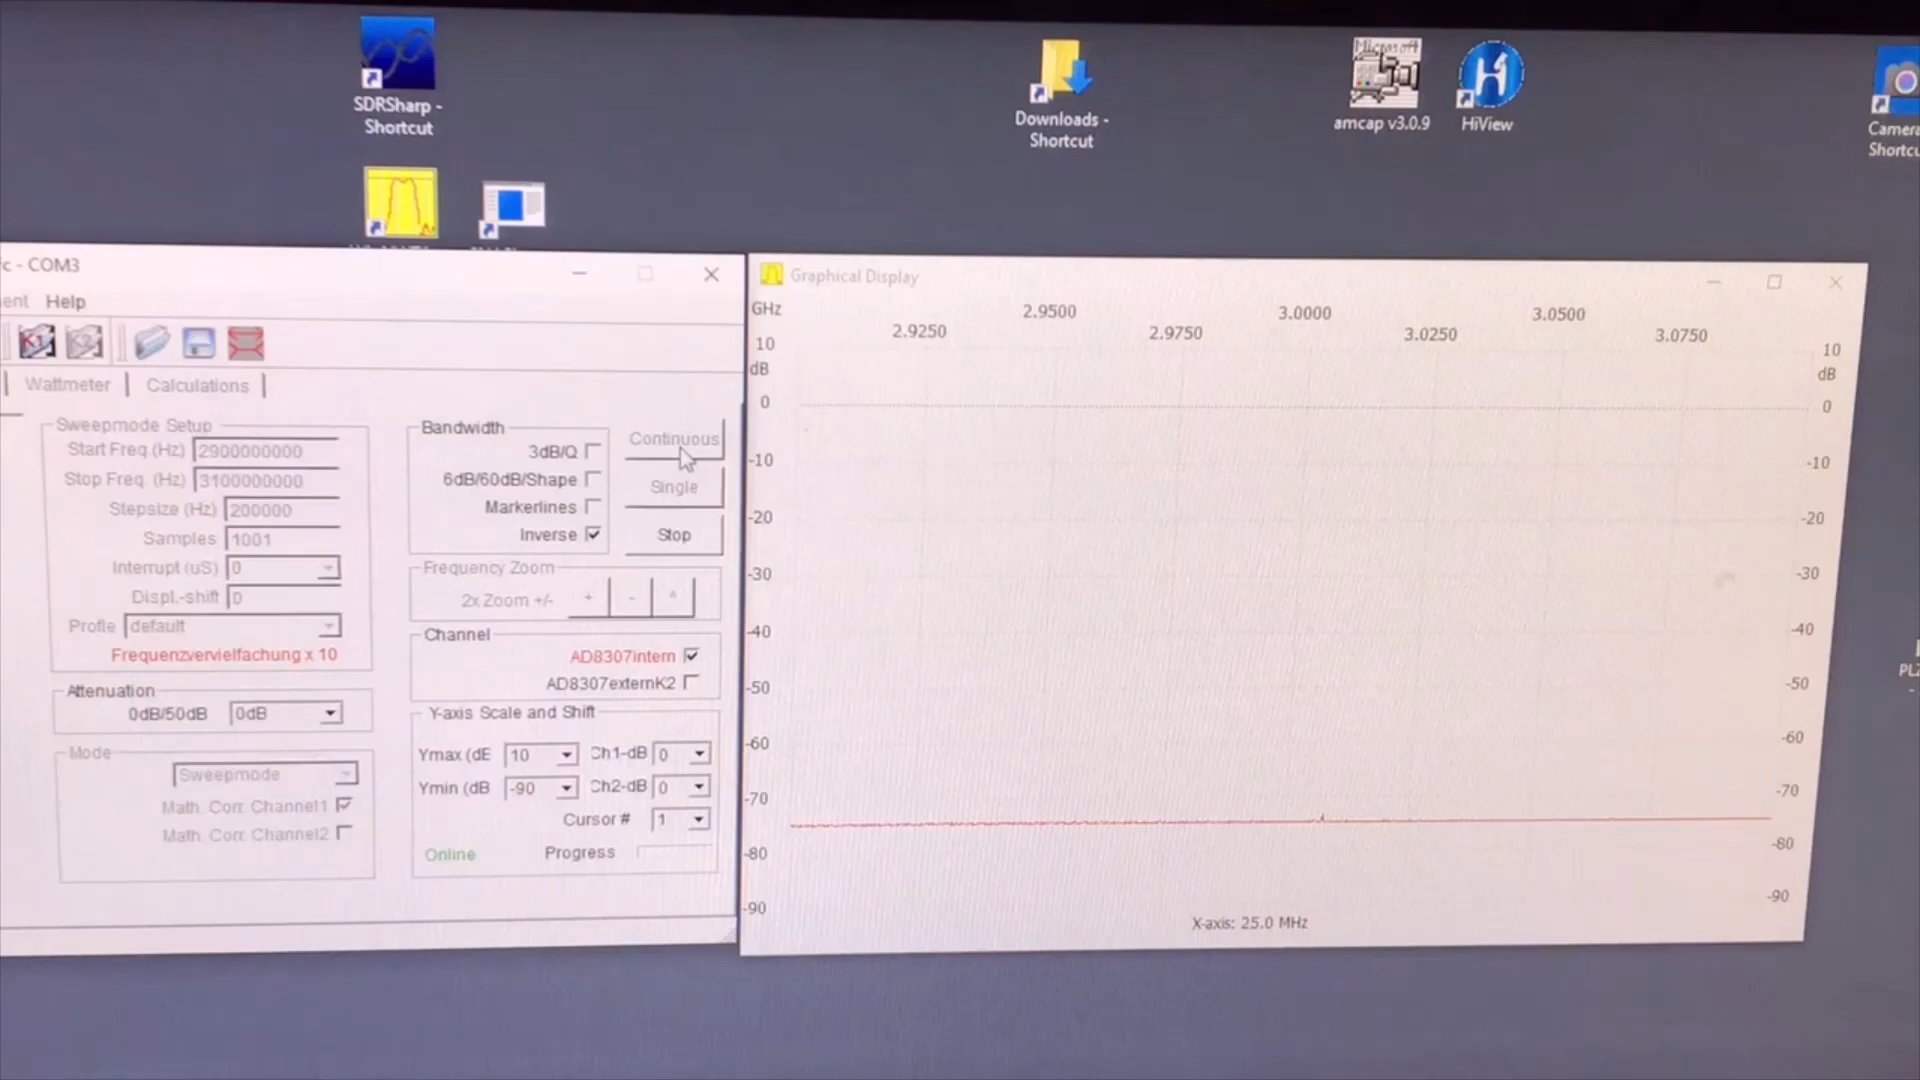 SDRSharp -
Shortcut
Downloads -
Shortcut
Microsoft
amcap v3.0.9
HiView
Camera
- COM3
Help
Wattmeter
Calculations
Sweepmode Setup
Start Freq.(Hz) 2900000000
Stop Freq. (Hz) 3100000000
Stepsize (Hz) 200000
Samples 1001
Interrupt (uS) 0
Displ.-shift 0
Profile default
Frequenzvervielfachung x 10
Attenuation
0dB/50dB 0dB
Mode
Sweepmode
Math. Corr. Channel1
Math. Corr. Channel2
Bandwidth
3dB/Q
6dB/60dB/Shape
Markerlines
Inverse
Continuous
Single
Stop
Frequency Zoom
2x Zoom +/- + - ^
Channel
AD8307intern
AD8307externK2
Y-axis Scale and Shift
Ymax (dE 10 Ch1-dB 0
Ymin (dB -90 Ch2-dB 0
Cursor # 1
Online Progress
Graphical Display
GHz 2.9500 3.0000 3.0500
2.9250 2.9750 3.0250 3.0750
10 10
dB dB
0 0
-10 -10
-20 -20
-30 -30
-40 -40
-50 -50
-60 -60
-70 -70
-80 -80
-90 -90
X-axis: 25.0 MHz